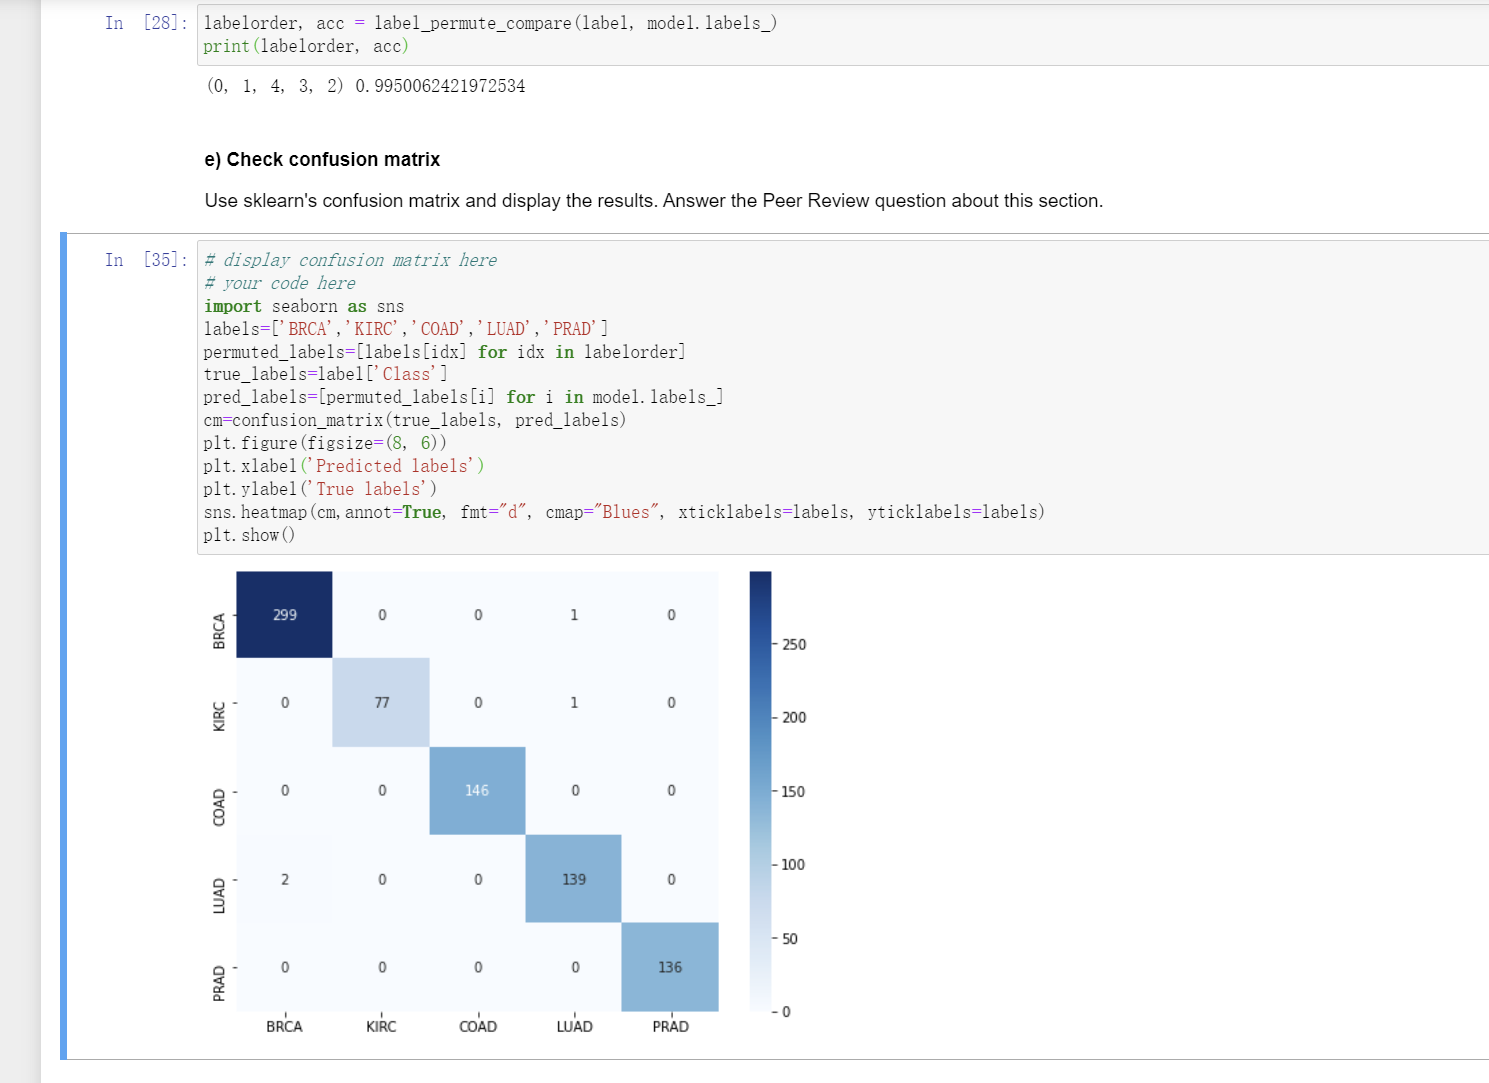 In [28]: labelorder, acc = label_permute_compare(label, model.labels_)
print(labelorder, acc)
(0, 1, 4, 3, 2) 0.9950062421972534
e) Check confusion matrix
Use sklearn's confusion matrix and display the results. Answer the Peer Review question about this section.
In [35]: # display confusion matrix here
# your code here
import seaborn as sns
labels=['BRCA','KIRC','COAD','LUAD','PRAD']
permuted_labels=[labels[idx] for idx in labelorder]
true_labels=label['Class']
pred_labels=[permuted_labels[i] for i in model.labels_]
cm=confusion_matrix(true_labels, pred_labels)
plt.figure(figsize=(8, 6))
plt.xlabel('Predicted labels')
plt.ylabel('True labels')
sns.heatmap(cm,annot=True, fmt="d", cmap="Blues", xticklabels=labels, yticklabels=labels)
plt.show()
BRCA 299 0 0 1 0
KIRC 0 77 0 1 0
COAD 0 0 146 0 0
LUAD 2 0 0 139 0
PRAD 0 0 0 0 136
BRCA KIRC COAD LUAD PRAD
250
200
150
100
50
0